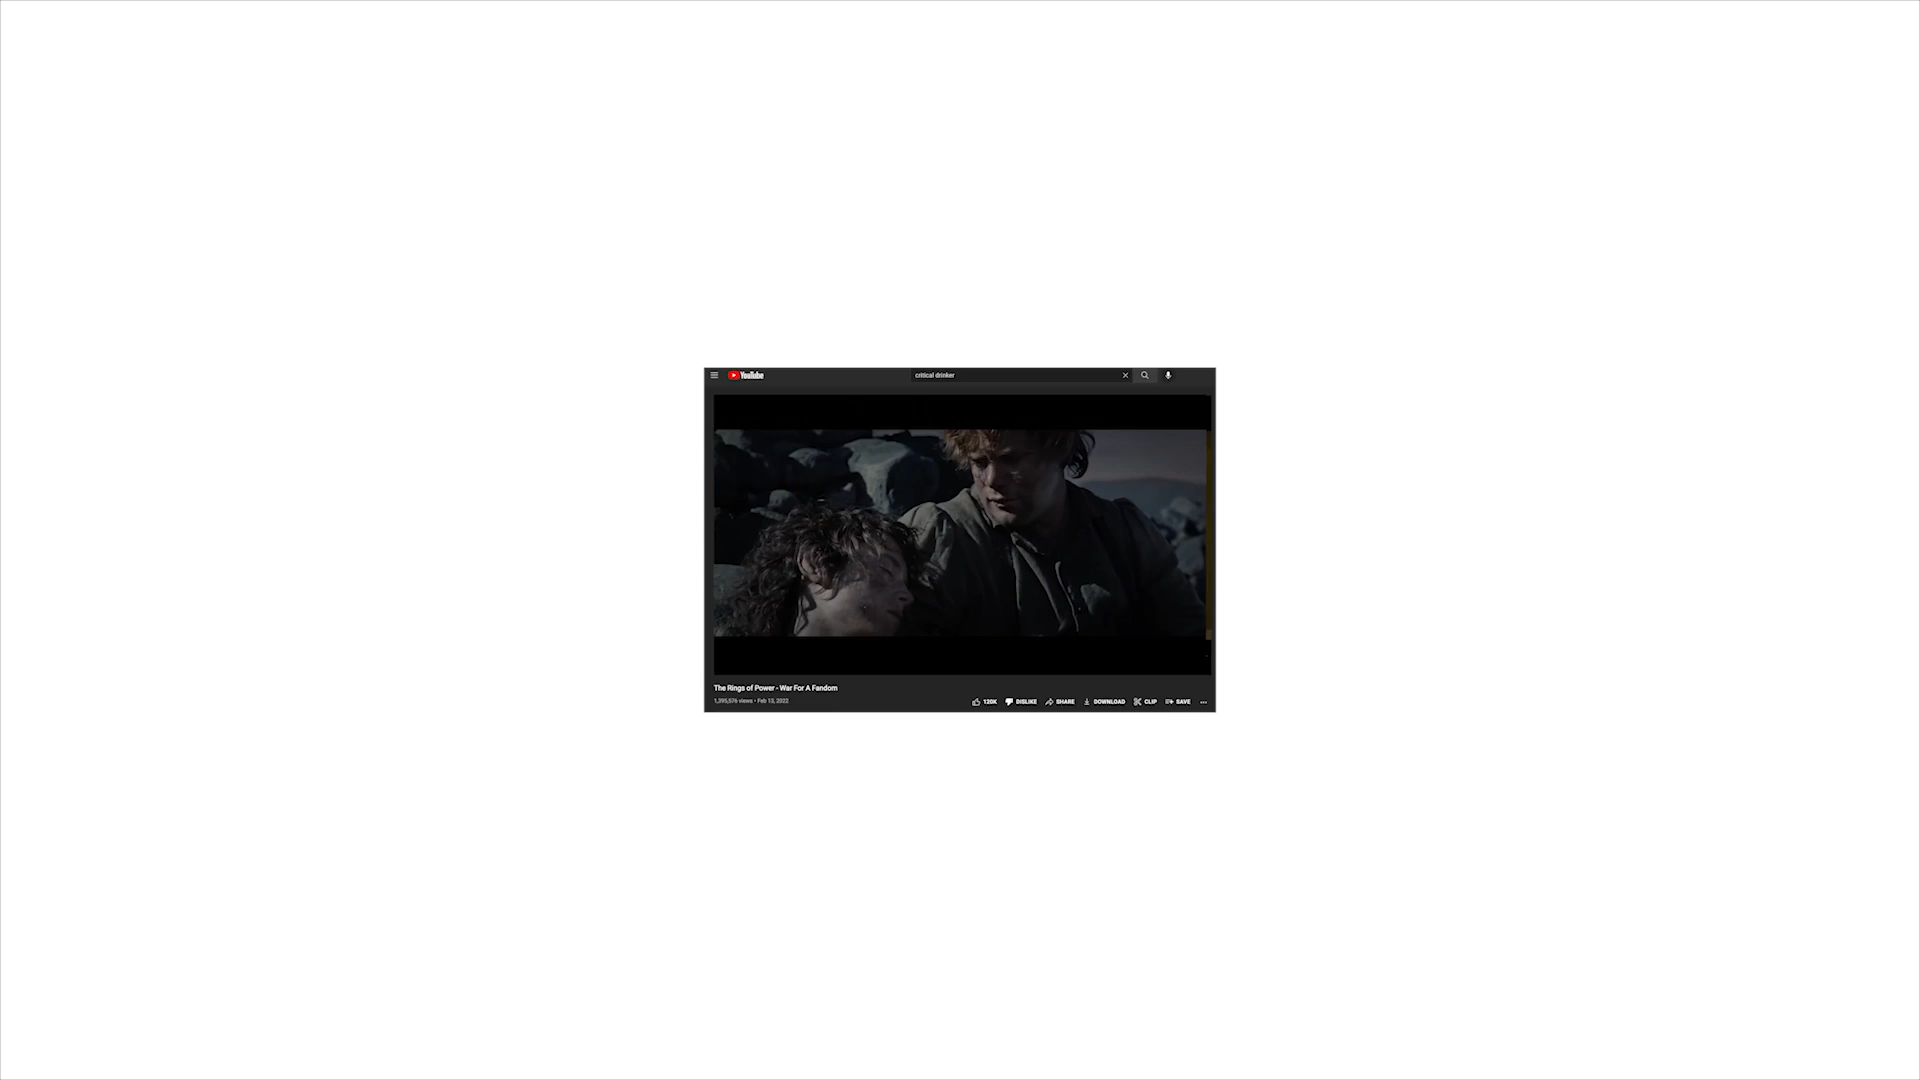 YouTube
critical drinker
The Rings of Power - War For A Fandom
1,395,576 views • Feb 13, 2022
120K DISLIKE SHARE DOWNLOAD CLIP SAVE